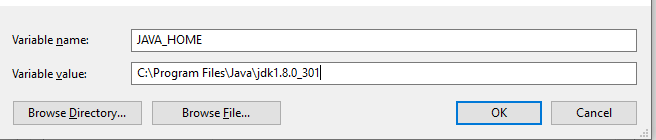 Variable name: JAVA_HOME
Variable value: C:\Program Files\Java\jdk1.8.0_301
Browse Directory... Browse File... OK Cancel